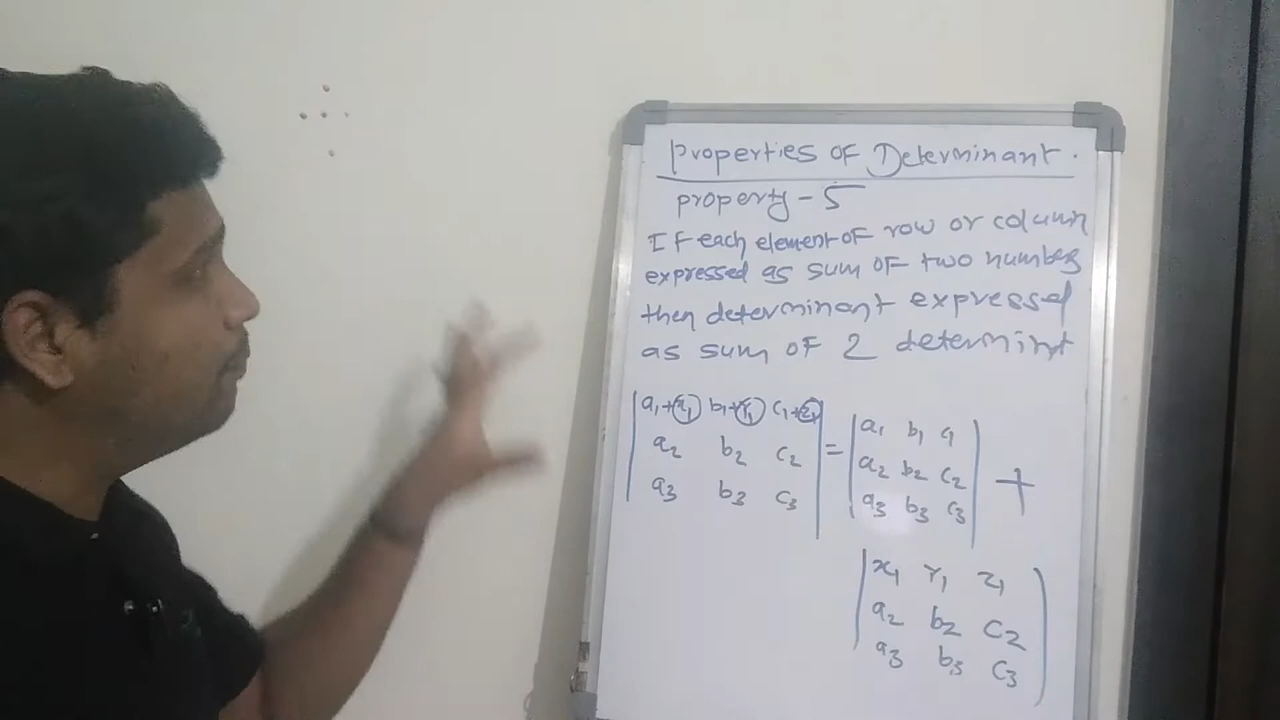 Properties of Determinant.
property - 5
If each element of row or column
expressed as sum of two numbers
then determinant expressed
as sum of 2 determint
|a₁+x₁ b₁+y₁ c₁+z₁| = |a₁ b₁ c₁| +
|a₂ b₂ c₂| |a₂ b₂ c₂|
|a₃ b₃ c₃| |a₃ b₃ c₃|
|x₁ y₁ z₁|
|a₂ b₂ c₂|
|a₃ b₃ c₃|